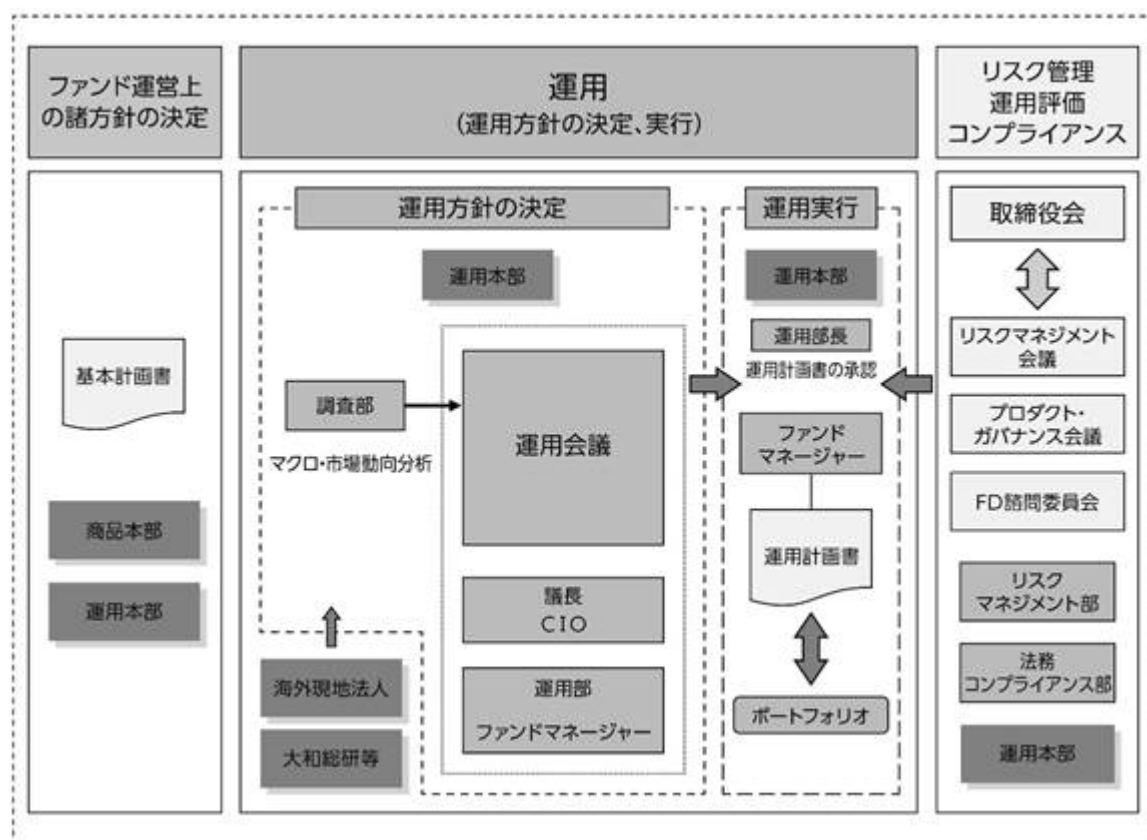 ファンド運営上
の諸方針の決定
運用
(運用方針の決定、実行)
リスク管理
運用評価
コンプライアンス
基本計画書
商品本部
運用本部
運用方針の決定
運用本部
調査部
マクロ・市場動向分析
運用会議
議長
CIO
運用部
ファンドマネージャー
海外現地法人
大和総研等
運用実行
運用本部
運用部長
運用計画書の承認
ファンド
マネージャー
運用計画書
ポートフォリオ
取締役会
リスクマネジメント
会議
プロダクト・
ガバナンス会議
FD諮問委員会
リスク
マネジメント部
法務
コンプライアンス部
運用本部